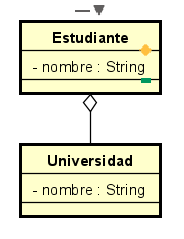 Estudiante
- nombre : String
Universidad
- nombre : String